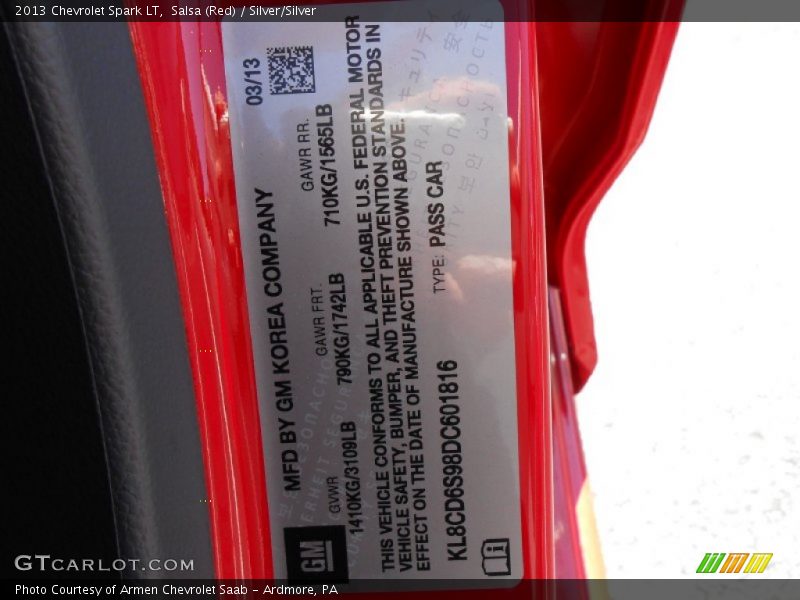 2013 Chevrolet Spark LT,  Salsa (Red) / Silver/Silver
03/13
MFD BY GM KOREA COMPANY
GVWR
GAWR FRT.
GAWR RR.
1410KG/3109LB
790KG/1742LB
710KG/1565LB
THIS VEHICLE CONFORMS TO ALL APPLICABLE U.S. FEDERAL MOTOR
VEHICLE SAFETY, BUMPER, AND THEFT PREVENTION STANDARDS IN
EFFECT ON THE DATE OF MANUFACTURE SHOWN ABOVE.
TYPE: PASS CAR
KL8CD6S98DC601816
GM
GTCARLOT.COM
Photo Courtesy of Armen Chevrolet Saab - Ardmore, PA